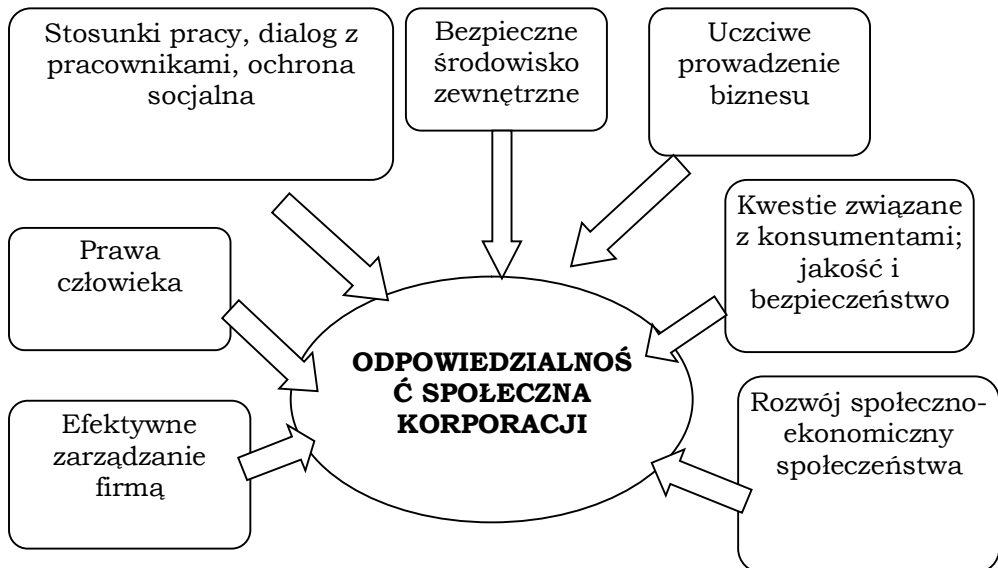 Stosunki pracy, dialog z
pracownikami, ochrona
socjalna
Bezpieczne
środowisko
zewnętrzne
Uczciwe
prowadzenie
biznesu
Prawa
człowieka
Kwestie związane
z konsumentami;
jakość i
bezpieczeństwo
ODPOWIEDZIALNOŚ
Ć SPOŁECZNA
KORPORACJI
Efektywne
zarządzanie
firmą
Rozwój społeczno-
ekonomiczny
społeczeństwa